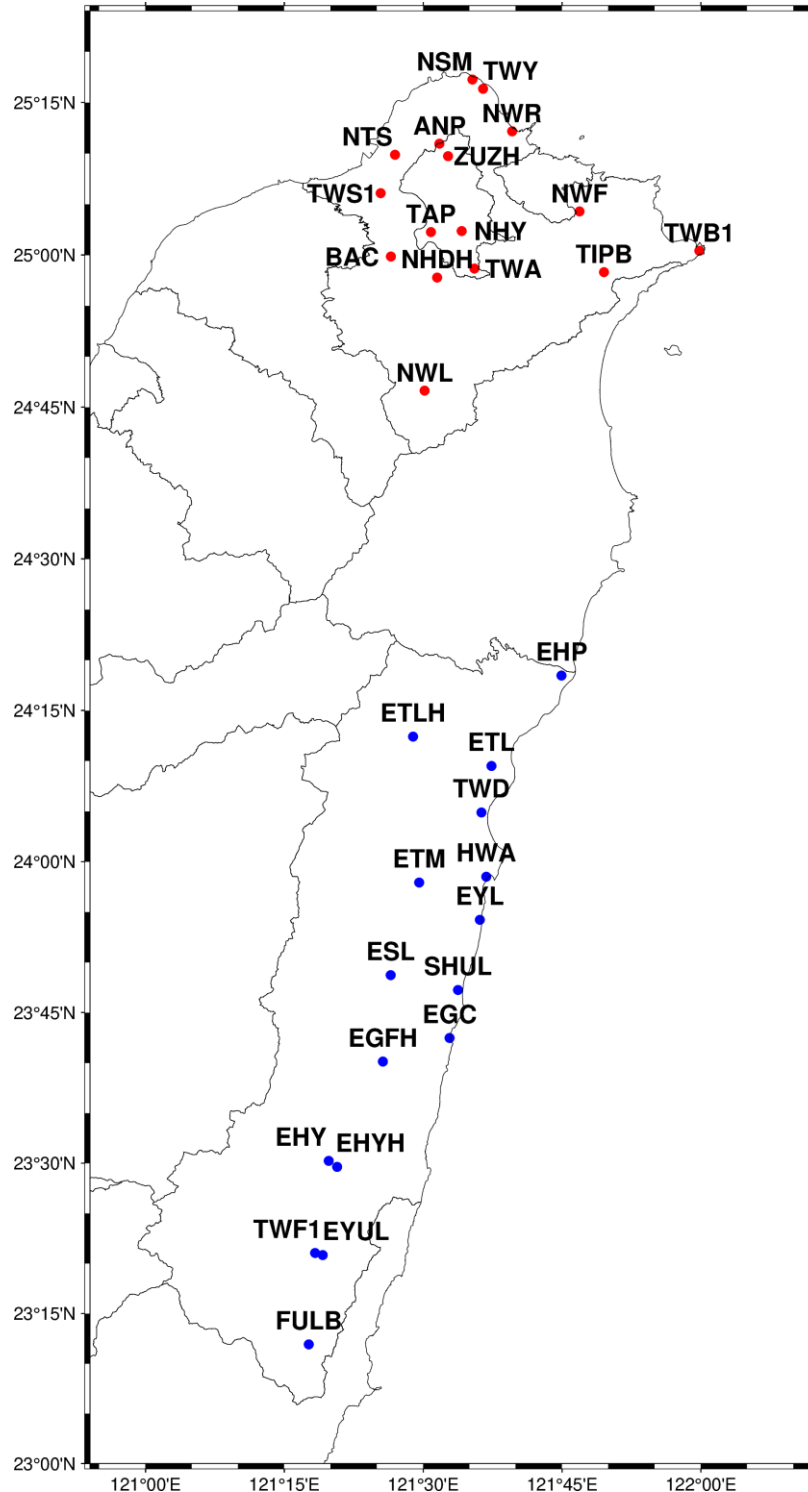 NSM
TWY
25°15'N
NWR
ANP
NTS
ZUZH
TWS1
NWF
TAP
NHY
TWB1
25°00'N
BAC
NHDH
TWA
TIPB
NWL
24°45'N
24°30'N
EHP
24°15'N
ETLH
ETL
TWD
24°00'N
ETM
HWA
EYL
ESL
SHUL
23°45'N
EGC
EGFH
EHY
EHYH
23°30'N
TWF1
EYUL
23°15'N
FULB
23°00'N
121°00'E
121°15'E
121°30'E
121°45'E
122°00'E